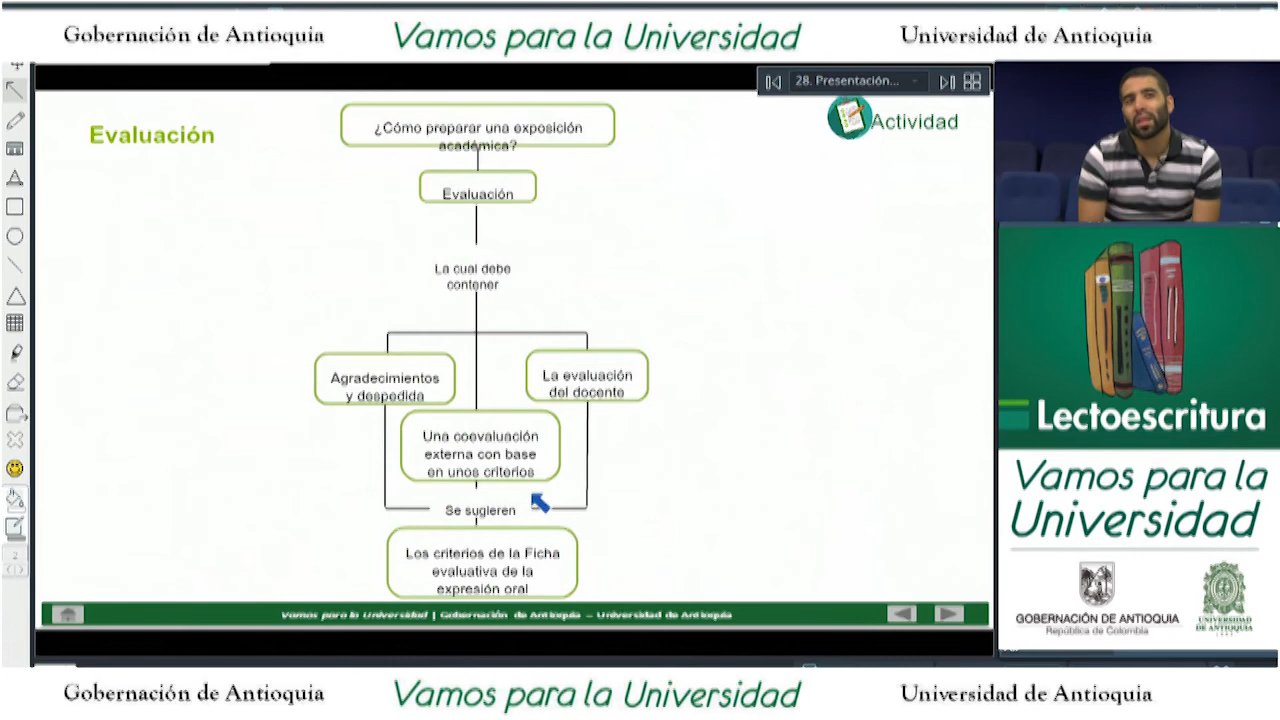 Gobernación de Antioquia
Vamos para la Universidad
Universidad de Antioquia
28. Presentación...
Evaluación
Actividad
¿Cómo preparar una exposición
académica?
Evaluación
La cual debe
contener
Agradecimientos
y despedida
La evaluación
del docente
Una coevaluación
externa con base
en unos criterios
Se sugieren
Los criterios de la Ficha
evaluativa de la
expresión oral
Vamos para la Universidad | Gobernación de Antioquia – Universidad de Antioquia
2
Lectoescritura
Vamos para la
Universidad
GOBERNACIÓN DE ANTIOQUIA
República de Colombia
UNIVERSIDAD
DE ANTIOQUIA
Gobernación de Antioquia
Vamos para la Universidad
Universidad de Antioquia